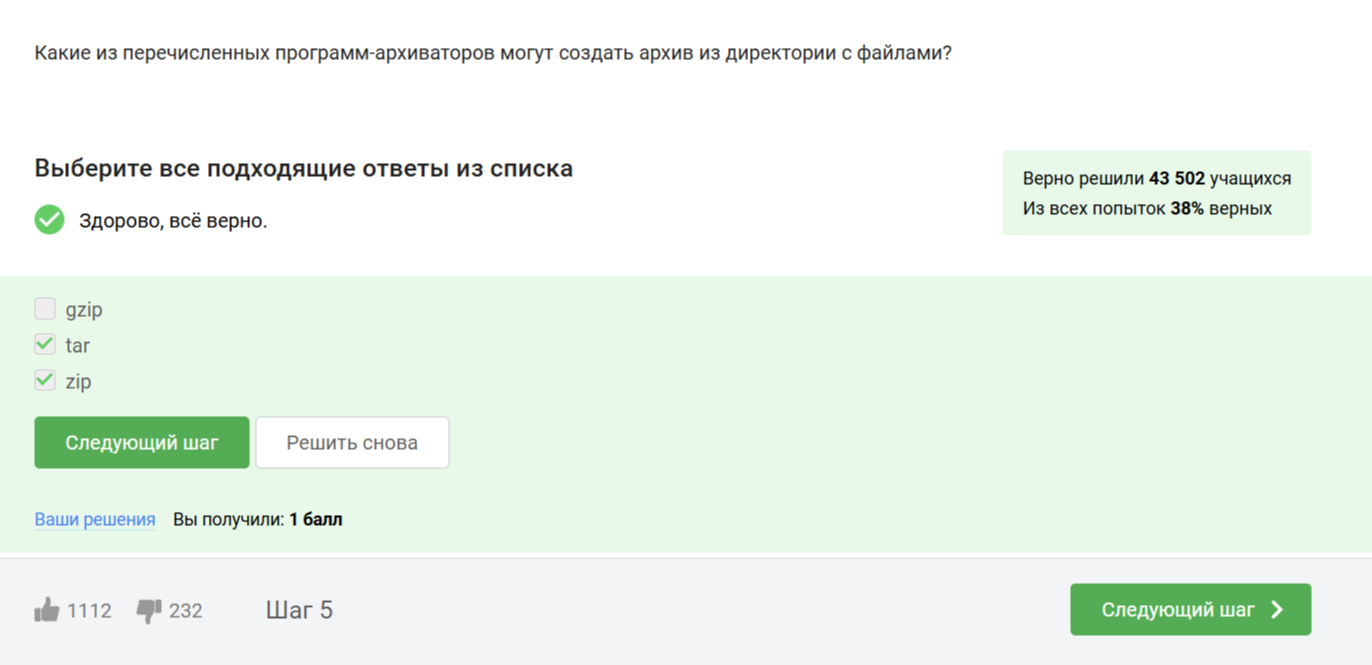 Какие из перечисленных программ-архиваторов могут создать архив из директории с файлами?
Выберите все подходящие ответы из списка
Здорово, всё верно.
Верно решили 43 502 учащихся
Из всех попыток 38% верных
gzip
tar
zip
Следующий шаг
Решить снова
Ваши решения
Вы получили: 1 балл
1112
232
Шаг 5
Следующий шаг